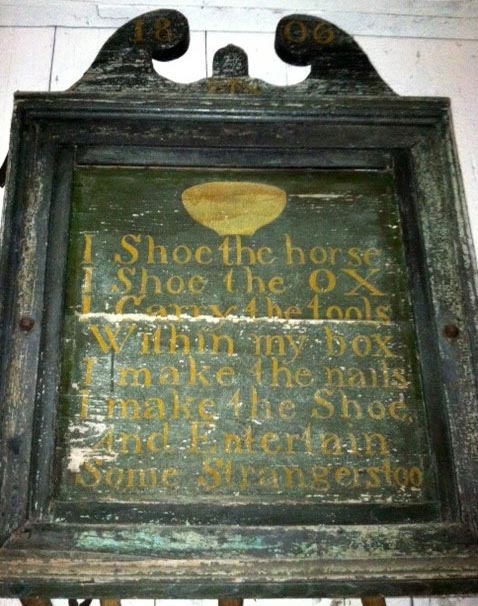 18 06
I Shoe the horse
I Shoe the OX
I Carry the tools
Within my box
I make the nails
I make the Shoe,
And Entertain
Some Strangers too